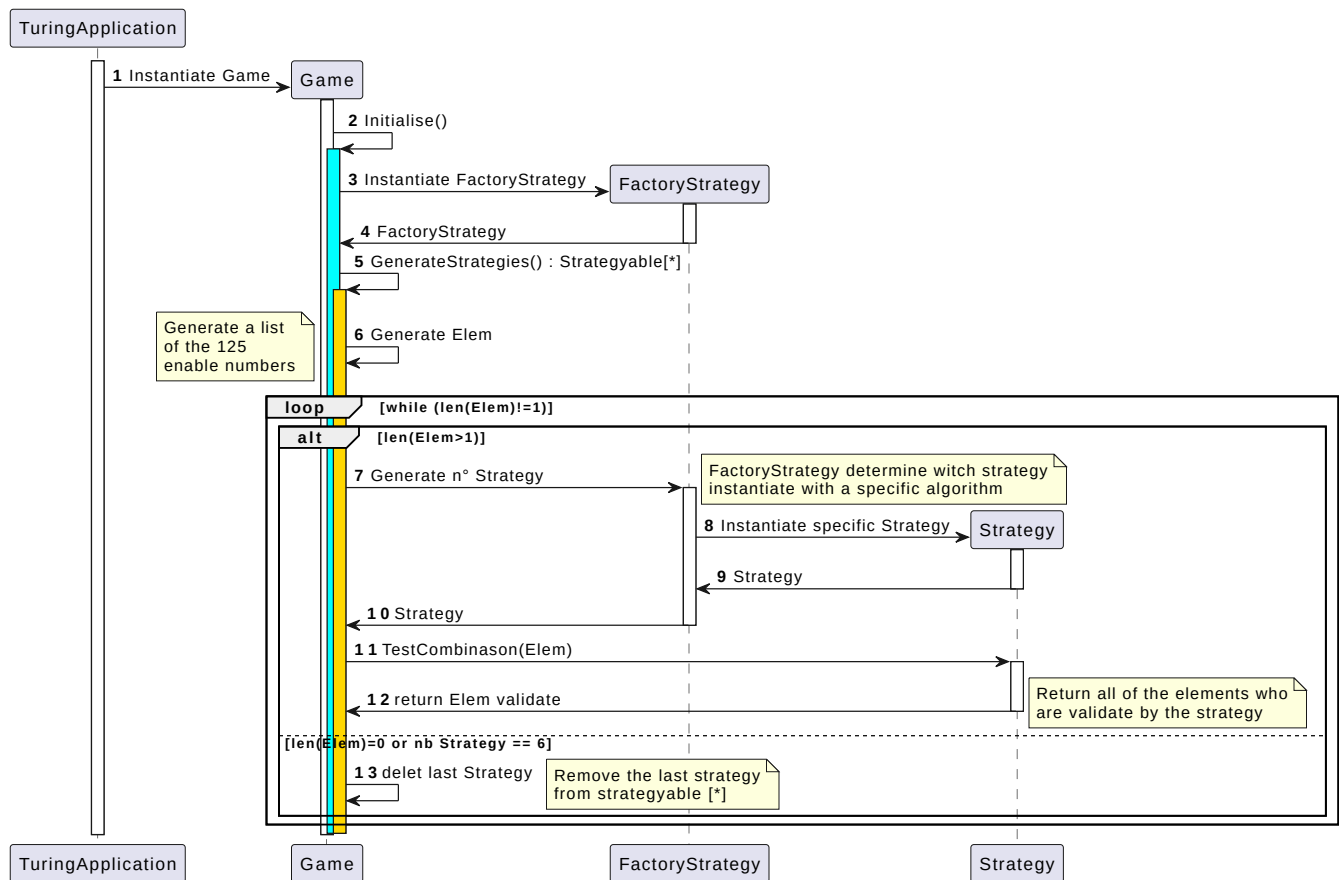 TuringApplication
1 Instantiate Game
Game
2 Initialise()
3 Instantiate FactoryStrategy
FactoryStrategy
4 FactoryStrategy
5 GenerateStrategies() : Strategyable[*]
Generate a list
of the 125
enable numbers
6 Generate Elem
loop [while (len(Elem)!=1)]
alt [len(Elem>1)]
7 Generate n° Strategy
FactoryStrategy determine witch strategy
instantiate with a specific algorithm
8 Instantiate specific Strategy
Strategy
9 Strategy
10 Strategy
11 TestCombinason(Elem)
12 return Elem validate
Return all of the elements who
are validate by the strategy
[len(Elem)=0 or nb Strategy == 6]
13 delet last Strategy
Remove the last strategy
from strategyable [*]
TuringApplication Game FactoryStrategy Strategy